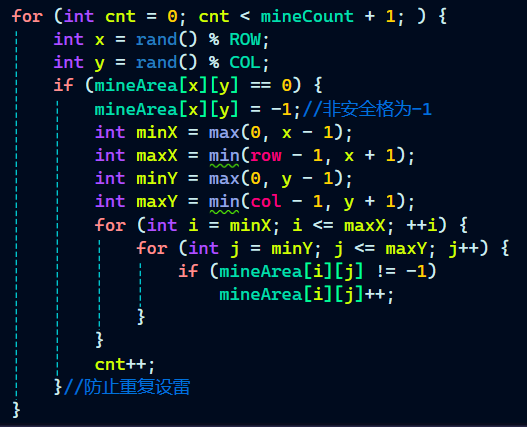 for (int cnt = 0; cnt < mineCount + 1; ) {
    int x = rand() % ROW;
    int y = rand() % COL;
    if (mineArea[x][y] == 0) {
        mineArea[x][y] = -1;//非安全格为-1
        int minX = max(0, x - 1);
        int maxX = min(row - 1, x + 1);
        int minY = max(0, y - 1);
        int maxY = min(col - 1, y + 1);
        for (int i = minX; i <= maxX; ++i) {
            for (int j = minY; j <= maxY; j++) {
                if (mineArea[i][j] != -1)
                    mineArea[i][j]++;
            }
        }
        cnt++;
    }//防止重复设雷
}